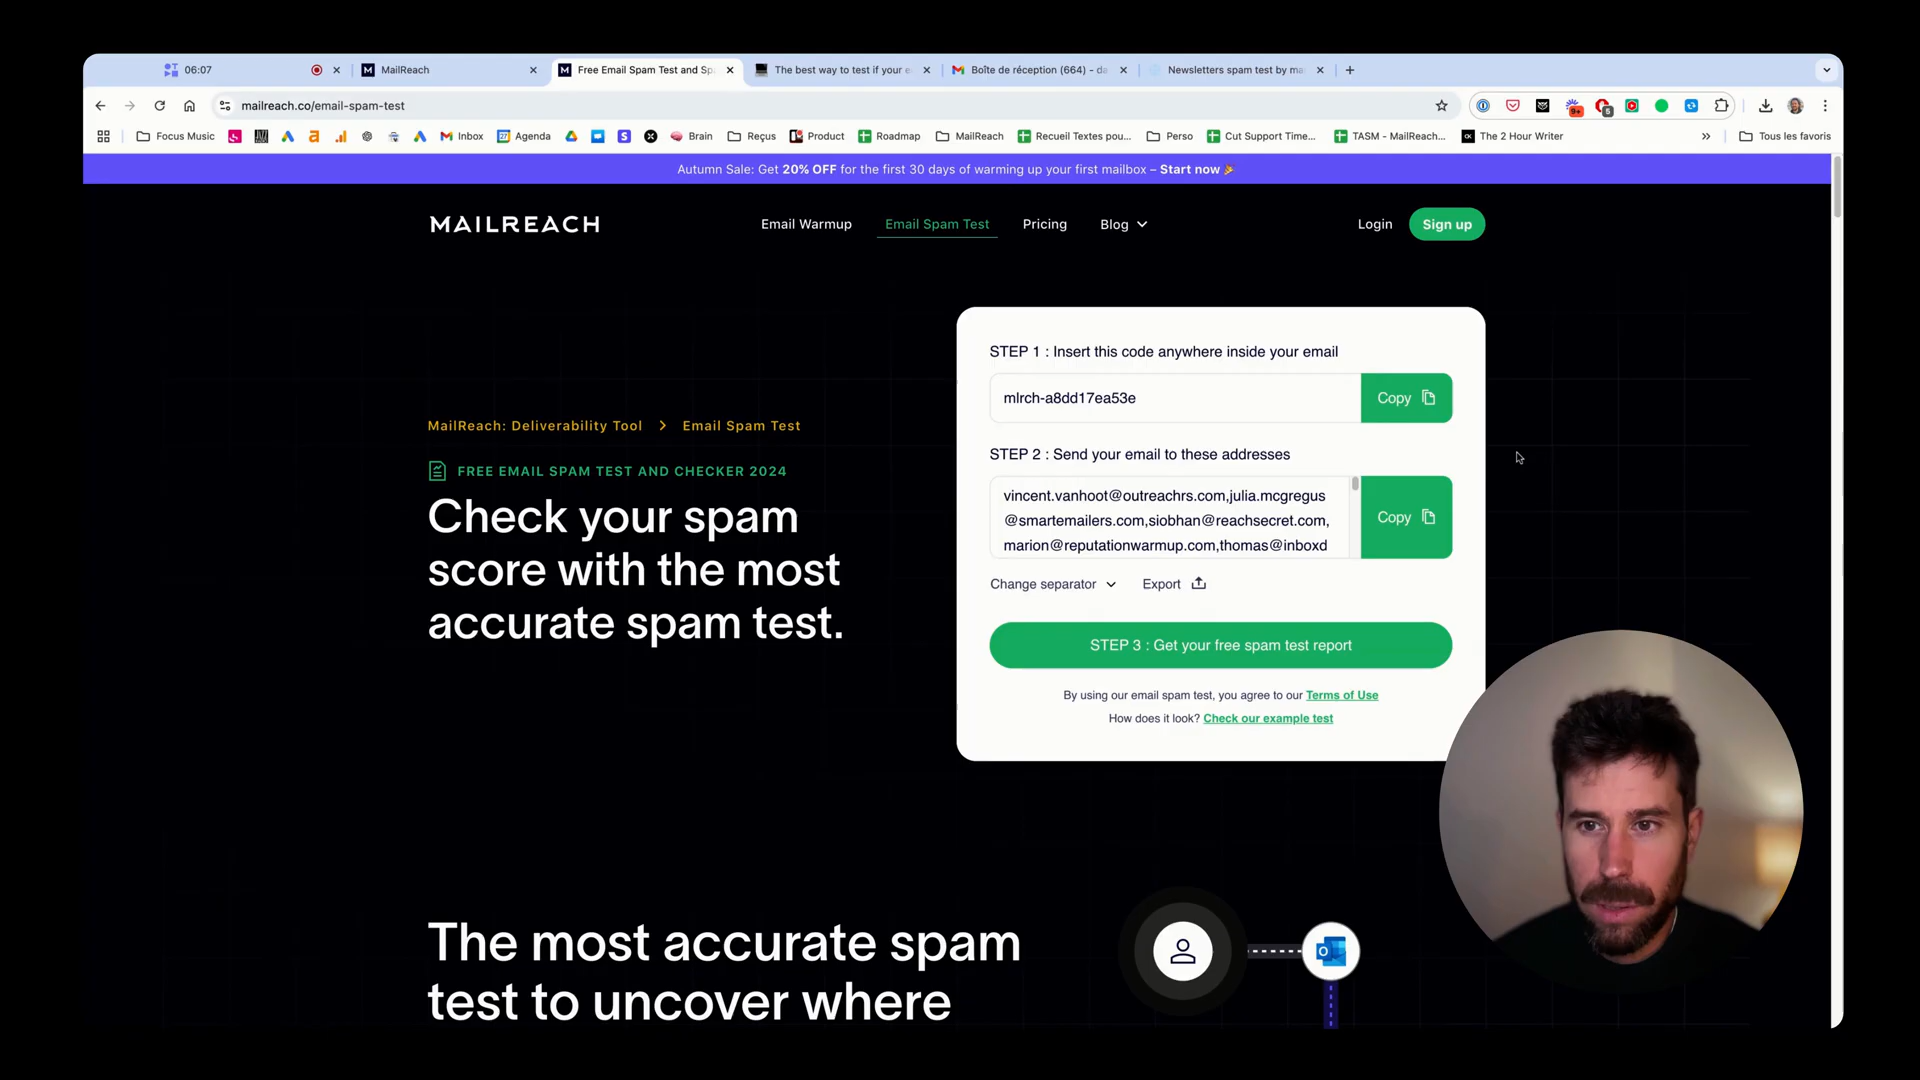 06:07
MailReach
Free Email Spam Test and Sp
The best way to test if your e
Boîte de réception (664) - da
Newsletters spam test by ma
mailreach.co/email-spam-test
Focus Music
Inbox
Agenda
Brain
Reçus
Product
Roadmap
MailReach
Recueil Textes pou...
Perso
Cut Support Time...
TASM - MailReach...
The 2 Hour Writer
Tous les favoris
Autumn Sale: Get 20% OFF for the first 30 days of warming up your first mailbox – Start now
MAILREACH
Email Warmup
Email Spam Test
Pricing
Blog
Login
Sign up
MailReach: Deliverability Tool > Email Spam Test
FREE EMAIL SPAM TEST AND CHECKER 2024
Check your spam
score with the most
accurate spam test.
STEP 1 : Insert this code anywhere inside your email
mlrch-a8dd17ea53e
Copy
STEP 2 : Send your email to these addresses
vincent.vanhoot@outreachrs.com,julia.mcgregus
@smartemailers.com,siobhan@reachsecret.com,
marion@reputationwarmup.com,thomas@inboxd
Copy
Change separator
Export
STEP 3 : Get your free spam test report
By using our email spam test, you agree to our Terms of Use
How does it look? Check our example test
The most accurate spam
test to uncover where